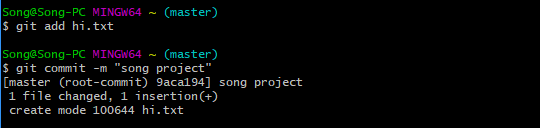 Song@Song-PC MINGW64 ~ (master)
$ git add hi.txt
Song@Song-PC MINGW64 ~ (master)
$ git commit -m "song project"
[master (root-commit) 9aca194] song project
1 file changed, 1 insertion(+)
create mode 100644 hi.txt